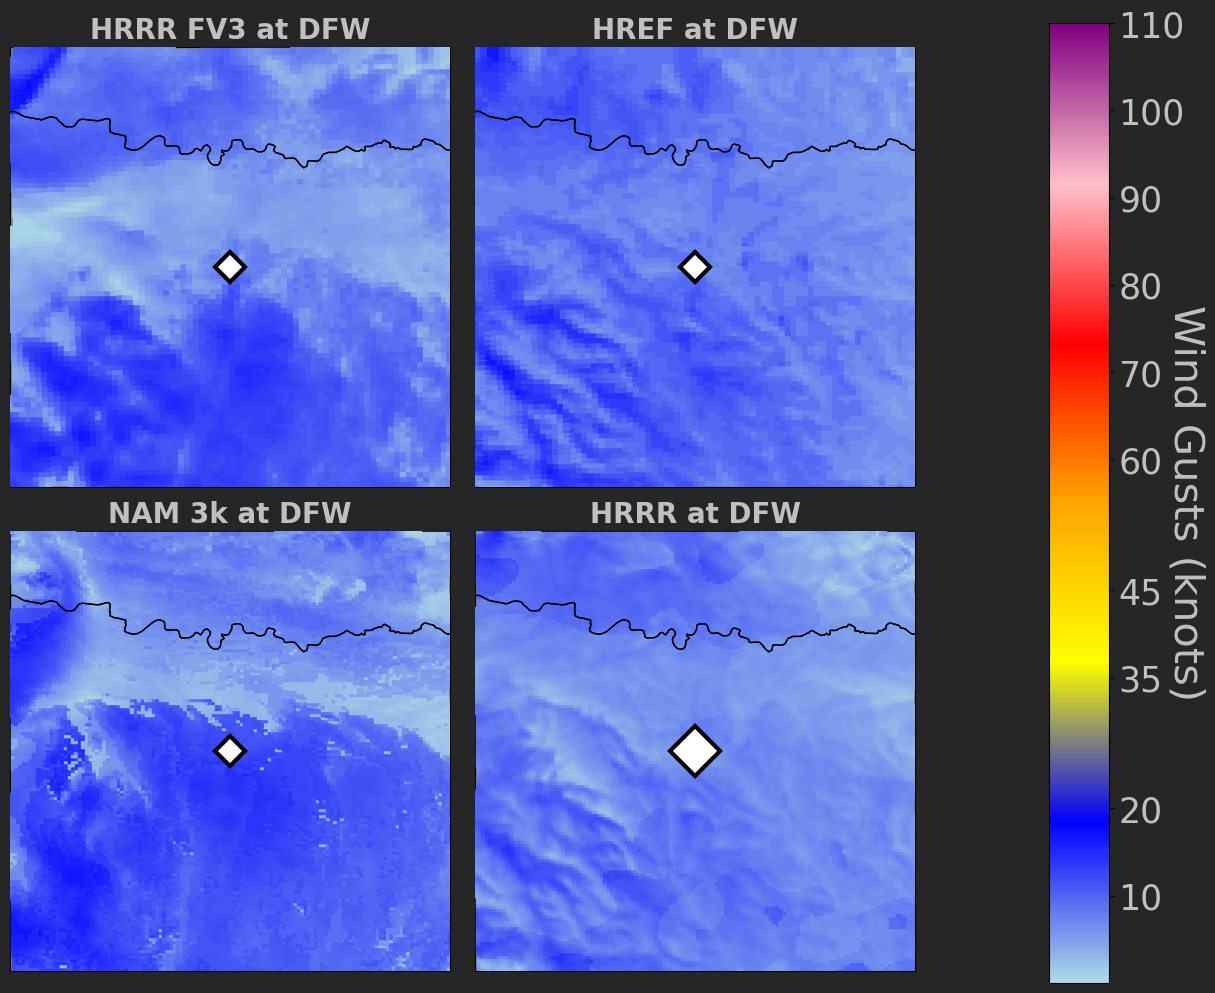 HRRR FV3 at DFW
HREF at DFW
NAM 3k at DFW
HRRR at DFW
110
100
90
80
70
60
45
35
20
10
Wind Gusts (knots)